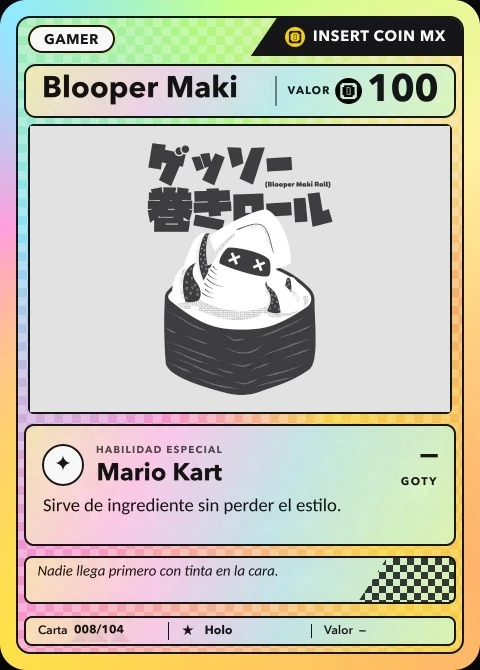 GAMER
INSERT COIN MX
Blooper Maki
VALOR 100
ゲッソー
(Blooper Maki Roll)
巻きロール
HABILIDAD ESPECIAL
Mario Kart
–
GOTY
Sirve de ingrediente sin perder el estilo.
Nadie llega primero con tinta en la cara.
Carta 008/104
★ Holo
Valor –